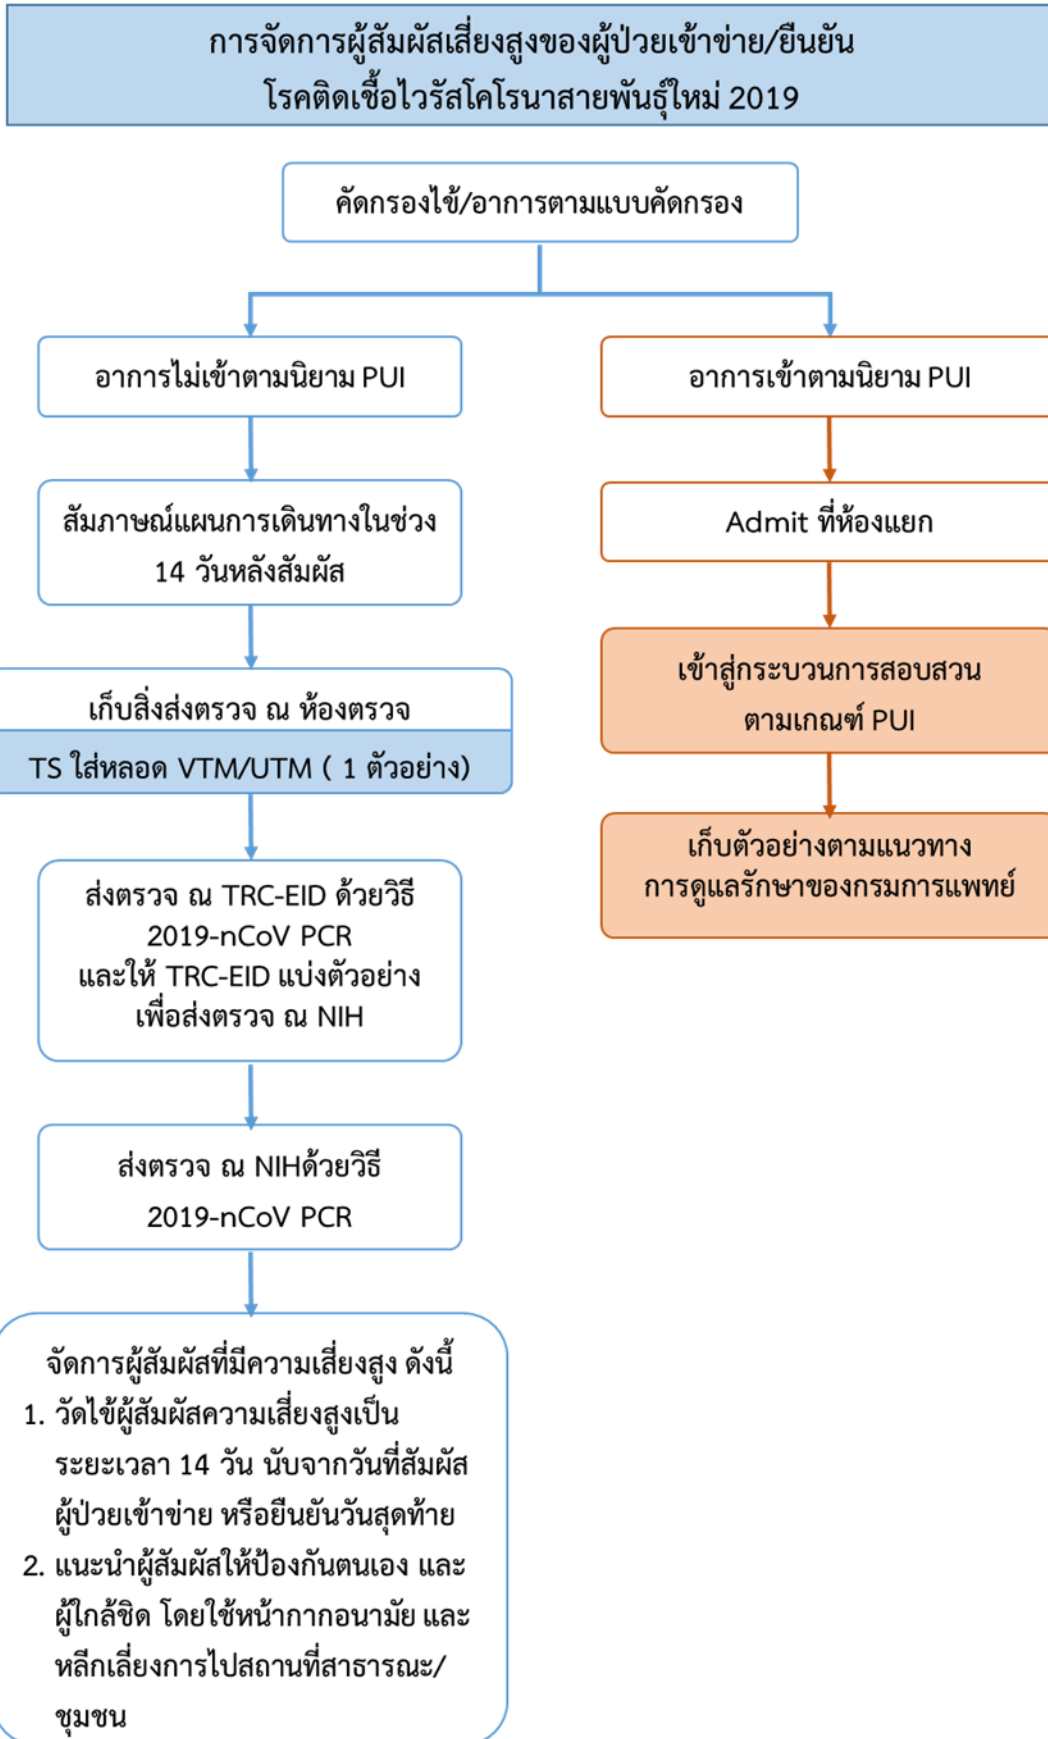 การจัดการผู้สัมผัสเสี่ยงสูงของผู้ป่วยเข้าข่าย/ยืนยัน
โรคติดเชื้อไวรัสโคโรนาสายพันธุ์ใหม่ 2019
คัดกรองไข้/อาการตามแบบคัดกรอง
อาการไม่เข้าตามนิยาม PUI
สัมภาษณ์แผนการเดินทางในช่วง
14 วันหลังสัมผัส
เก็บสิ่งส่งตรวจ ณ ห้องตรวจ
TS ใส่หลอด VTM/UTM ( 1 ตัวอย่าง)
ส่งตรวจ ณ TRC-EID ด้วยวิธี
2019-nCoV PCR
และให้ TRC-EID แบ่งตัวอย่าง
เพื่อส่งตรวจ ณ NIH
ส่งตรวจ ณ NIHด้วยวิธี
2019-nCoV PCR
จัดการผู้สัมผัสที่มีความเสี่ยงสูง ดังนี้
1. วัดไข้ผู้สัมผัสความเสี่ยงสูงเป็น
ระยะเวลา 14 วัน นับจากวันที่สัมผัส
ผู้ป่วยเข้าข่าย หรือยืนยันวันสุดท้าย
2. แนะนำผู้สัมผัสให้ป้องกันตนเอง และ
ผู้ใกล้ชิด โดยใช้หน้ากากอนามัย และ
หลีกเลี่ยงการไปสถานที่สาธารณะ/
ชุมชน
อาการเข้าตามนิยาม PUI
Admit ที่ห้องแยก
เข้าสู่กระบวนการสอบสวน
ตามเกณฑ์ PUI
เก็บตัวอย่างตามแนวทาง
การดูแลรักษาของกรมการแพทย์